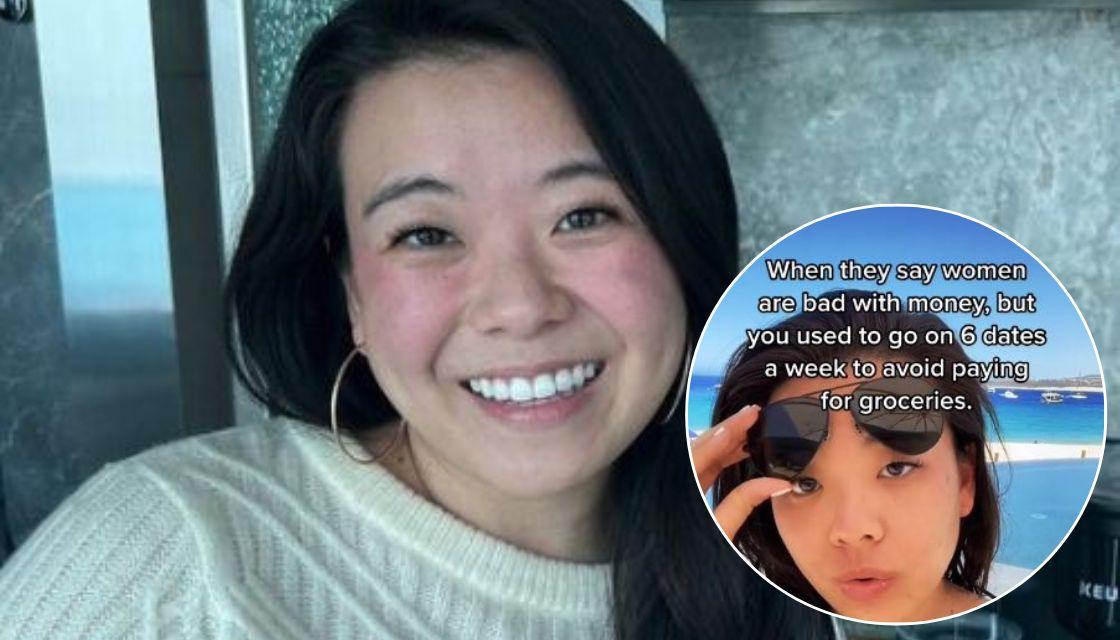 When they say women
are bad with money, but
you used to go on 6 dates
a week to avoid paying
for groceries.
KEU